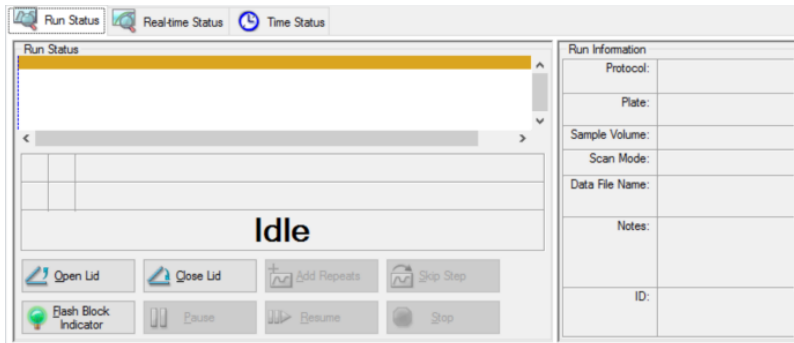 Run Status
Real-time Status
Time Status
Run Status
Idle
Open Lid
Close Lid
Add Repeats
Skip Step
Flash Block
Indicator
Pause
Resume
Stop
Run Information
Protocol:
Plate:
Sample Volume:
Scan Mode:
Data File Name:
Notes:
ID: